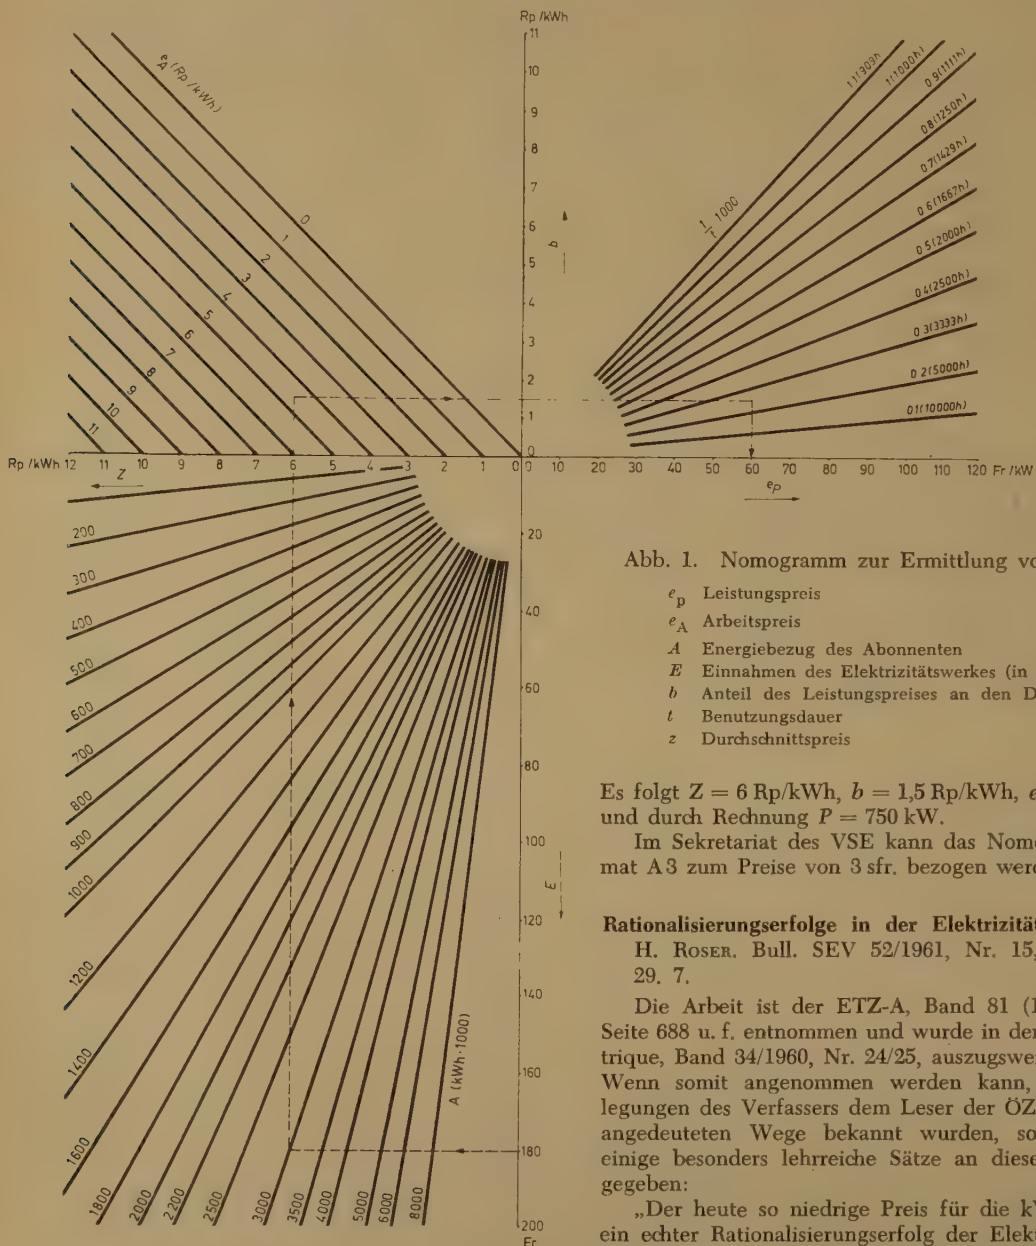 Rp/kWh
11
10
9
8
7
6
5
4
3
2
1
0
b
e_A (Rp/kWh)
0
1
2
3
4
5
6
7
8
9
10
11
1/t 1000
1,1(909h)
1(1000h)
0,9(1111h)
0,8(1250h)
0,7(1429h)
0,6(1667h)
0,5(2000h)
0,4(2500h)
0,3(3333h)
0,2(5000h)
0,1(10000h)
Rp/kWh 12 11 10 9 8 7 6 5 4 3 2 1 0
Z
0 20 30 40 50 60 70 80 90 100 110 120 Fr/kW
e_P
200
300
400
500
600
700
800
900
1000
1200
1400
1600
1800
2000
2200
2500
3000
3500
4000
5000
6000
8000
A (kWh·1000)
20
40
60
80
100
120
140
160
180
200
Fr
E
Abb. 1. Nomogramm zur Ermittlung vo
e_p Leistungspreis
e_A Arbeitspreis
A Energiebezug des Abonnenten
E Einnahmen des Elektrizitätswerkes (in
b Anteil des Leistungspreises an den D
t Benutzungsdauer
z Durchschnittspreis
Es folgt Z = 6 Rp/kWh, b = 1,5 Rp/kWh, e
und durch Rechnung P = 750 kW.
Im Sekretariat des VSE kann das Nom
mat A 3 zum Preise von 3 sfr. bezogen werd
Rationalisierungserfolge in der Elektrizität
H. ROSER. Bull. SEV 52/1961, Nr. 15,
29. 7.
Die Arbeit ist der ETZ-A, Band 81 (1
Seite 688 u. f. entnommen und wurde in der
trique, Band 34/1960, Nr. 24/25, auszugswei
Wenn somit angenommen werden kann,
legungen des Verfassers dem Leser der ÖZ
angedeuteten Wege bekannt wurden, so
einige besonders lehrreiche Sätze an diese
gegeben:
„Der heute so niedrige Preis für die kV
ein echter Rationalisierungserfolg der Elekt